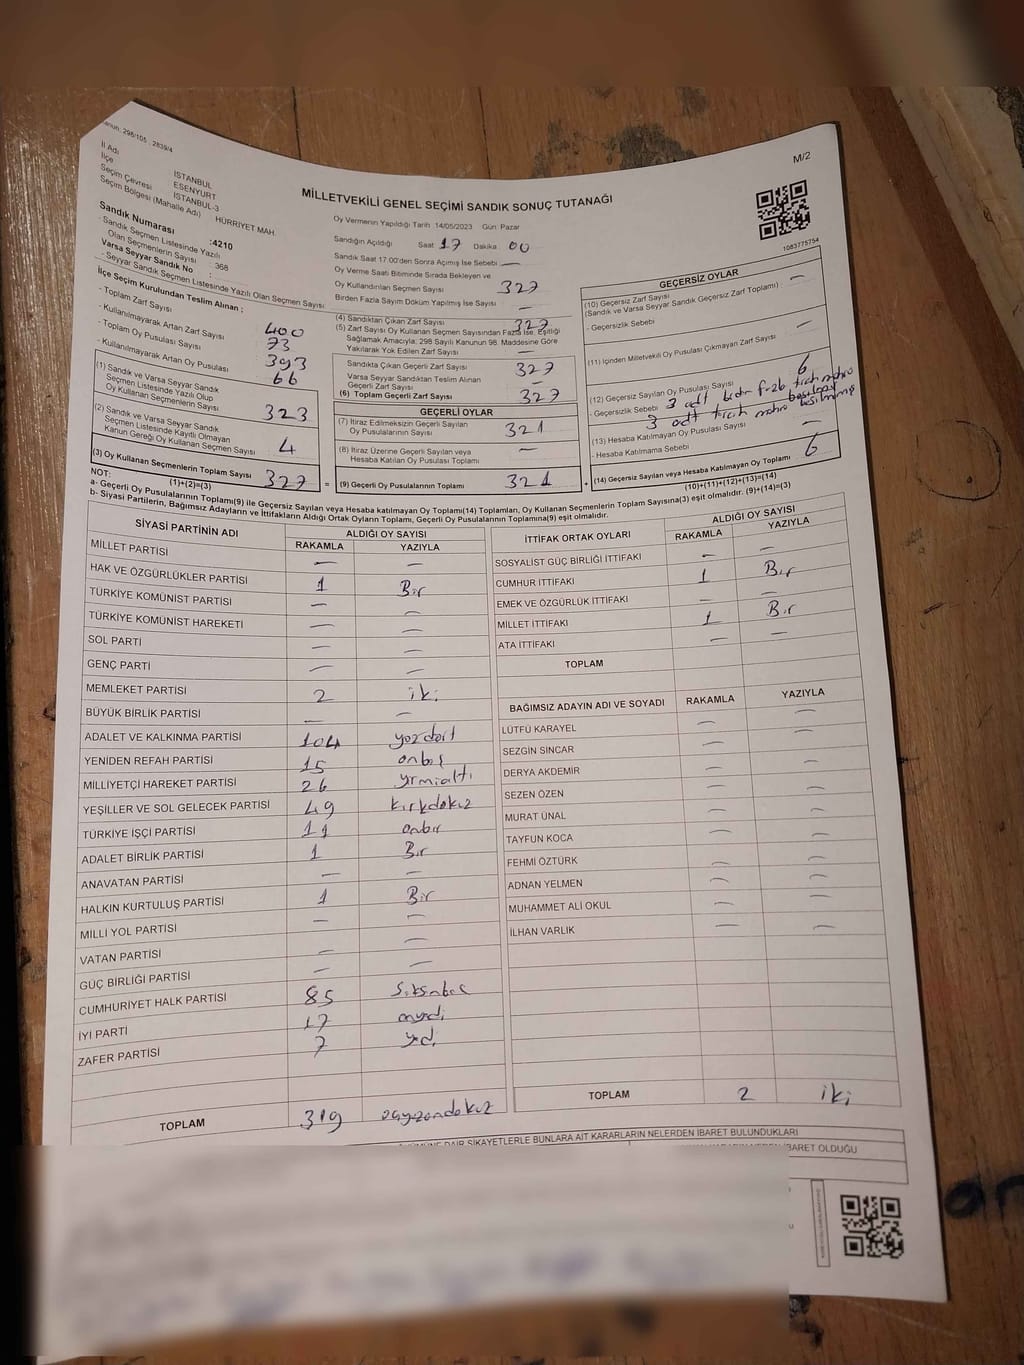 Kanun: 298/105, 2839/4
M/2
İl Adı İSTANBUL
İlçe ESENYURT
Seçim Çevresi İSTANBUL-3
Seçim Bölgesi (Mahalle Adı) HÜRRİYET MAH.
Sandık Numarası :4210
- Sandık Seçmen Listesinde Yazılı
Olan Seçmenlerin Sayısı : 368
Varsa Seyyar Sandık No :
- Seyyar Sandık Seçmen Listesinde Yazılı Olan Seçmen Sayısı:
MİLLETVEKİLİ GENEL SEÇİMİ SANDIK SONUÇ TUTANAĞI
Oy Vermenin Yapıldığı Tarih 14/05/2023 Gün: Pazar
Sandığın Açıldığı Saat 17 Dakika: 00
Sandık Saat 17:00'den Sonra Açımış İse Sebebi —
Oy Verme Saati Bitiminde Sırada Bekleyen ve
Oy Kullandırılan Seçmen Sayısı 327
Birden Fazla Sayım Döküm Yapılmış İse Sayısı —
1083775754
İlçe Seçim Kurulundan Teslim Alınan ;
- Toplam Zarf Sayısı 400
- Kullanılmayarak Artan Zarf Sayısı 73
- Toplam Oy Pusulası Sayısı 393
- Kullanılmayarak Artan Oy Pusulası 66
(1) Sandık ve Varsa Seyyar Sandık
Seçmen Listesinde Yazılı Olup
Oy Kullanan Seçmenlerin Sayısı 323
(2) Sandık ve Varsa Seyyar Sandık
Seçmen Listesinde Kayıtlı Olmayan
Kanun Gereği Oy Kullanan Seçmen Sayısı 4
(3) Oy Kullanan Seçmenlerin Toplam Sayısı 327
(1)+(2)=(3)
(4) Sandıktan Çıkan Zarf Sayısı 327
(5) Zarf Sayısı Oy Kullanan Seçmen Sayısından Fazla İse, Eşitliği
Sağlamak Amacıyla; 298 Sayılı Kanunun 98. Maddesine Göre
Yakılarak Yok Edilen Zarf Sayısı —
Sandıkta Çıkan Geçerli Zarf Sayısı 327
Varsa Seyyar Sandıktan Teslim Alınan
Geçerli Zarf Sayısı —
(6) Toplam Geçerli Zarf Sayısı 327
GEÇERLİ OYLAR
(7) İtiraz Edilmeksizin Geçerli Sayılan
Oy Pusulalarının Sayısı 321
(8) İtiraz Üzerine Geçerli Sayılan ve
Hesaba Katılan Oy Pusulası Toplamı —
= (9) Geçerli Oy Pusulalarının Toplamı 321 +
GEÇERSİZ OYLAR
(10) Geçersiz Zarf Sayısı —
(Sandık ve Varsa Seyyar Sandık Geçersiz Zarf Toplamı) :
- Geçersizlik Sebebi
(11) İçinden Milletvekili Oy Pusulası Çıkmayan Zarf Sayısı —
(12) Geçersiz Sayılan Oy Pusulası Sayısı 6
- Geçersizlik Sebebi 3 adt birden fazla tercih mührü
3 adt tercih mührü basılmamış
(13) Hesaba Katılmayan Oy Pusulası Sayısı —
- Hesaba Katılmama Sebebi :
(14) Geçersiz Sayılan veya Hesaba Katılmayan Oy Toplamı 6
(10)+(11)+(12)+(13)=(14)
NOT:
a- Geçerli Oy Pusulalarının Toplamı(9) ile Geçersiz Sayılan veya Hesaba katılmayan Oy Toplamı(14) Toplamları, Oy Kullanan Seçmenlerin Toplam Sayısına(3) eşit olmalıdır. (9)+(14)=(3)
b- Siyasi Partilerin, Bağımsız Adayların ve İttifakların Aldığı Ortak Oyların Toplamı, Geçerli Oy Pusulalarının Toplamına(9) eşit olmalıdır.
SİYASİ PARTİNİN ADI ALDIĞI OY SAYISI
RAKAMLA YAZIYLA
MİLLET PARTİSİ — —
HAK VE ÖZGÜRLÜKLER PARTİSİ 1 Bir
TÜRKİYE KOMÜNİST PARTİSİ — —
TÜRKİYE KOMÜNİST HAREKETİ — —
SOL PARTİ — —
GENÇ PARTİ — —
MEMLEKET PARTİSİ 2 iki
BÜYÜK BİRLİK PARTİSİ — —
ADALET VE KALKINMA PARTİSİ 104 yüzdört
YENİDEN REFAH PARTİSİ 15 onbeş
MİLLİYETÇİ HAREKET PARTİSİ 26 yirmialtı
YEŞİLLER VE SOL GELECEK PARTİSİ 49 kırkdokuz
TÜRKİYE İŞÇİ PARTİSİ 11 onbir
ADALET BİRLİK PARTİSİ 1 Bir
ANAVATAN PARTİSİ — —
HALKIN KURTULUŞ PARTİSİ 1 Bir
MİLLİ YOL PARTİSİ — —
VATAN PARTİSİ — —
GÜÇ BİRLİĞİ PARTİSİ — —
CUMHURİYET HALK PARTİSİ 85 seksenbeş
İYİ PARTİ 17 onyedi
ZAFER PARTİSİ 7 yedi
TOPLAM 319 üçyüzondokuz
İTTİFAK ORTAK OYLARI ALDIĞI OY SAYISI
RAKAMLA YAZIYLA
SOSYALİST GÜÇ BİRLİĞİ İTTİFAKI — —
CUMHUR İTTİFAKI 1 Bir
EMEK VE ÖZGÜRLÜK İTTİFAKI — —
MİLLET İTTİFAKI 1 Bir
ATA İTTİFAKI — —
TOPLAM
BAĞIMSIZ ADAYIN ADI VE SOYADI RAKAMLA YAZIYLA
LÜTFÜ KARAYEL — —
SEZGİN SİNCAR — —
DERYA AKDEMİR — —
SEZEN ÖZEN — —
MURAT ÜNAL — —
TAYFUN KOCA — —
FEHMİ ÖZTÜRK — —
ADNAN YELMEN — —
MUHAMMET ALİ OKUL — —
İLHAN VARLIK — —
TOPLAM 2 iki
DAİR ŞİKAYETLERLE BUNLARA AİT KARARLARIN NELERDEN İBARET BULUNDUKLARI
İBARET OLDUĞU